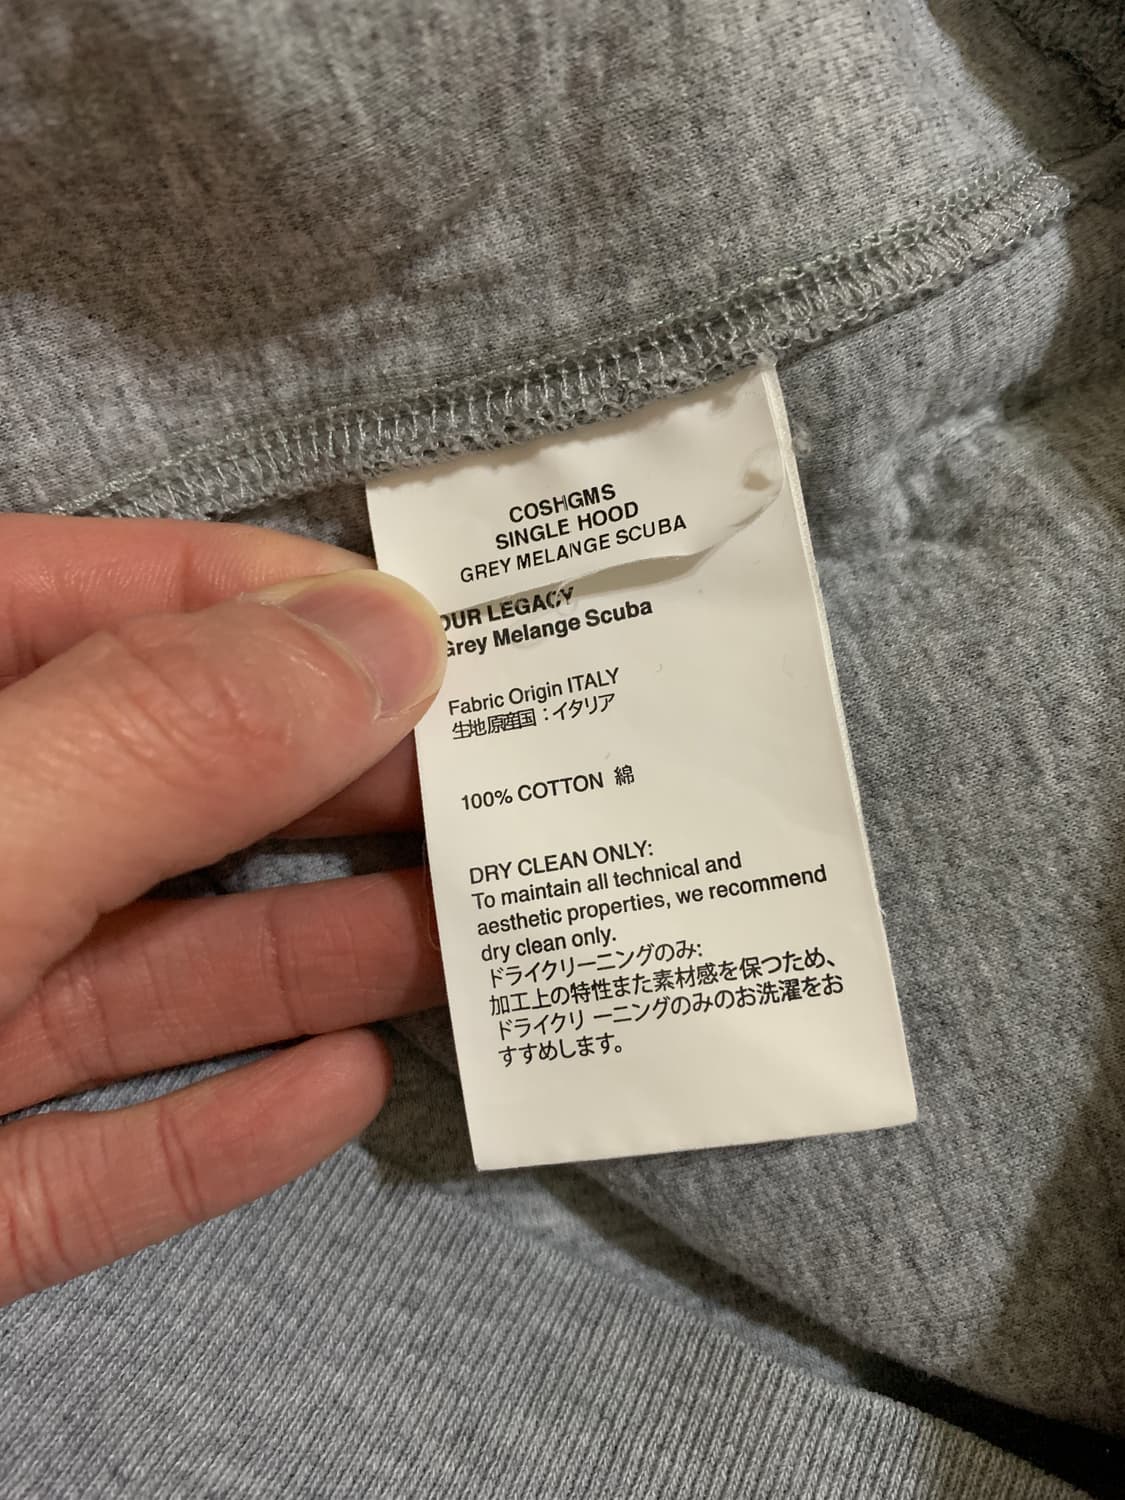 COSHGMS
SINGLE HOOD
GREY MELANGE SCUBA
OUR LEGACY
Grey Melange Scuba
Fabric Origin ITALY
生地原産国：イタリア
100% COTTON 綿
DRY CLEAN ONLY:
To maintain all technical and
aesthetic properties, we recommend
dry clean only.
ドライクリーニングのみ:
加工上の特性また素材感を保つため、
ドライクリ ーニングのみのお洗濯をお
すすめします。